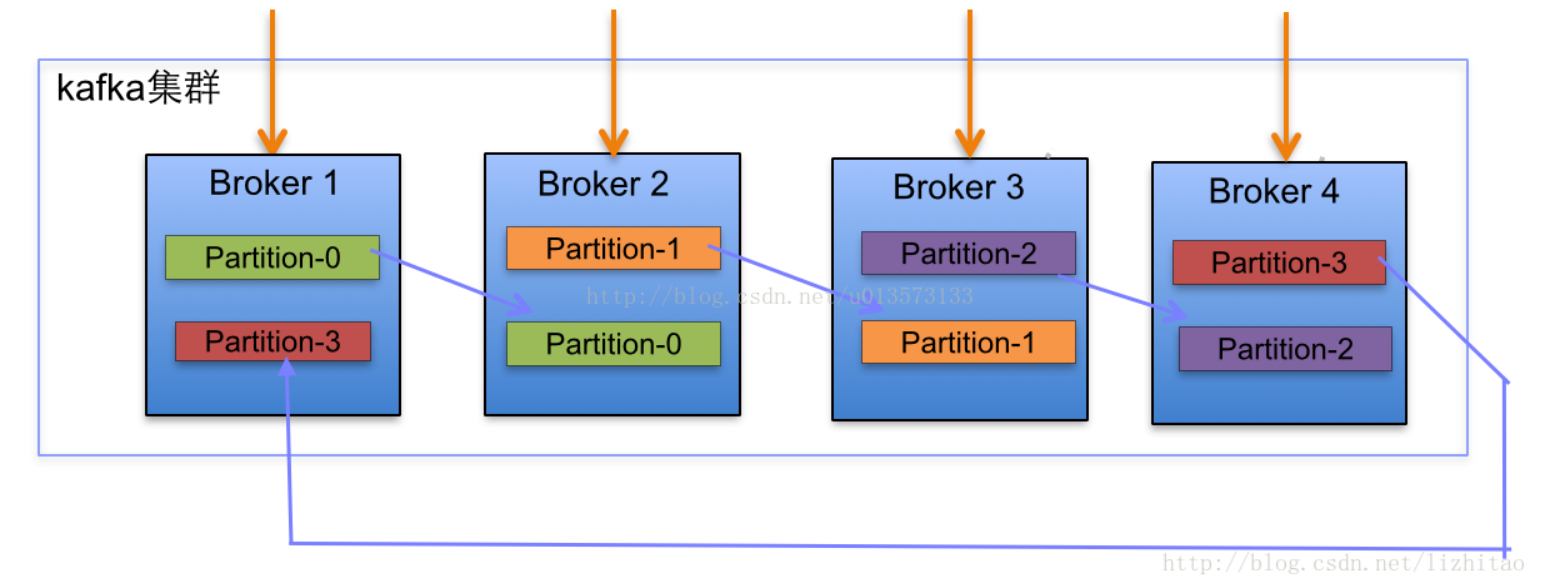 kafka集群
Broker 1
Partition-0
Partition-3
Broker 2
Partition-1
Partition-0
Broker 3
Partition-2
Partition-1
Broker 4
Partition-3
Partition-2
http://blog.csdn.net/u013573133
http://blog.csdn.net/lizhitao